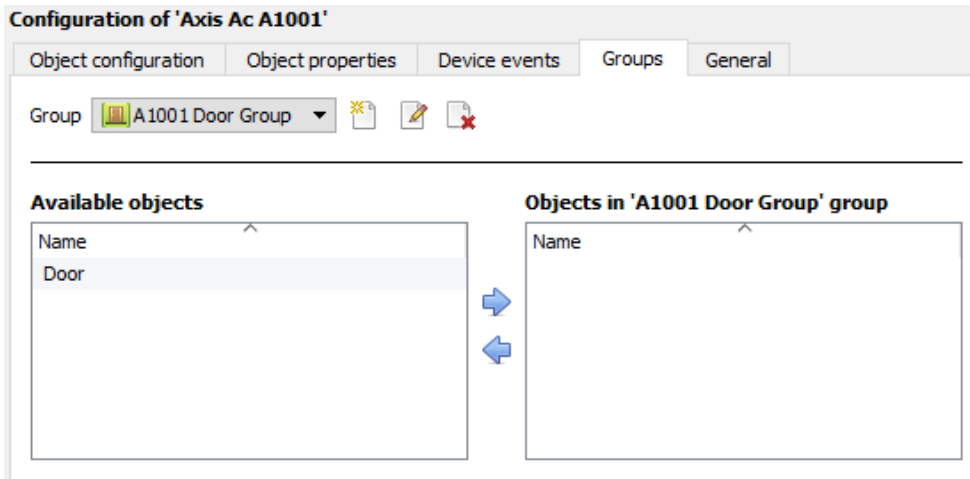 Configuration of 'Axis Ac A1001'
Object configuration Object properties Device events Groups General
Group A1001 Door Group
Available objects Objects in 'A1001 Door Group' group
Name Name
Door